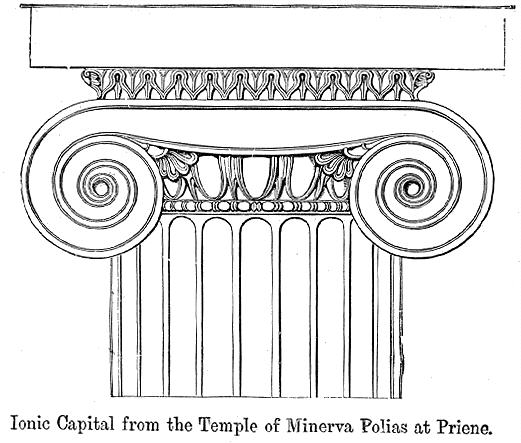 Ionic Capital from the Temple of Minerva Polias at Priene.